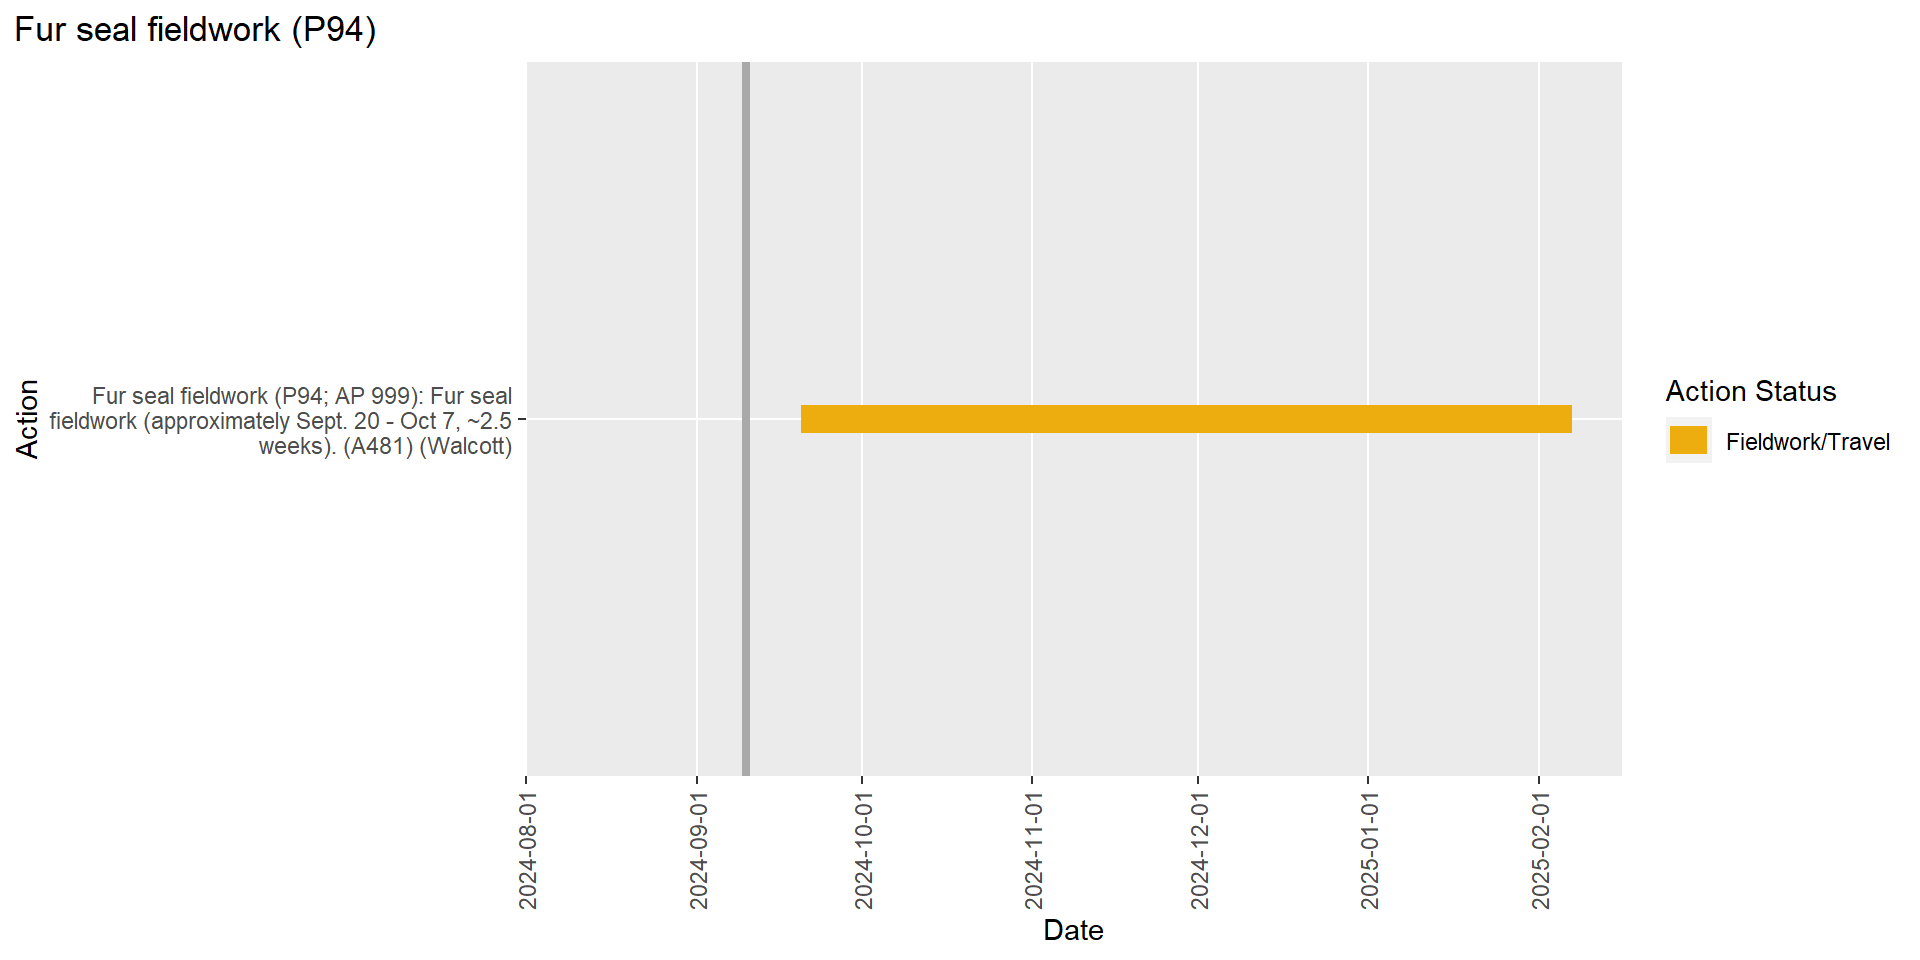 Fur seal fieldwork (P94)
Action
Fur seal fieldwork (P94; AP 999): Fur seal
fieldwork (approximately Sept. 20 - Oct 7, ~2.5
weeks). (A481) (Walcott)
Action Status
Fieldwork/Travel
2024-08-01
2024-09-01
2024-10-01
2024-11-01
2024-12-01
2025-01-01
2025-02-01
Date